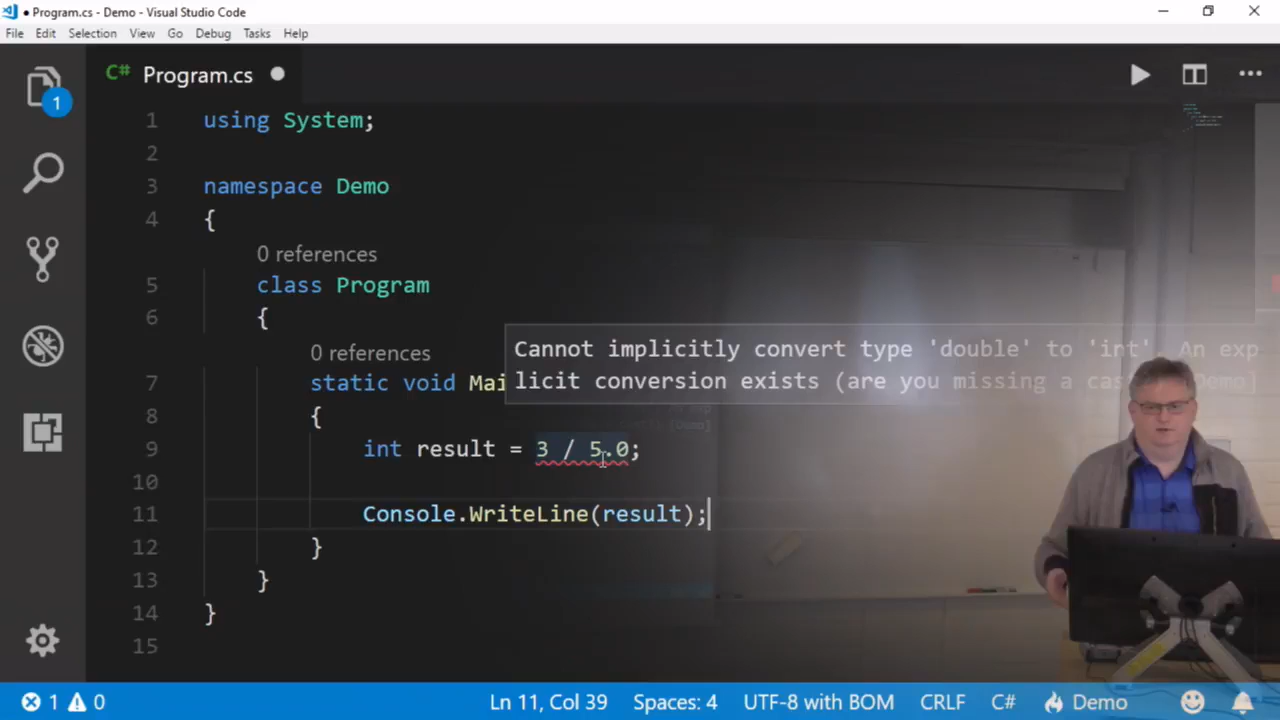 ● Program.cs - Demo - Visual Studio Code
File Edit Selection View Go Debug Tasks Help
C# Program.cs
1
1 using System;
2
3 namespace Demo
4 {
0 references
5 class Program
6 {
0 references
Cannot implicitly convert type 'double' to 'int'. An exp
licit conversion exists (are you missing a cas
Demo]
7 static void Mai
8 {
9 int result = 3 / 5.0;
10
11 Console.WriteLine(result);
12 }
13 }
14 }
15
1 0 Ln 11, Col 39 Spaces: 4 UTF-8 with BOM CRLF C# Demo